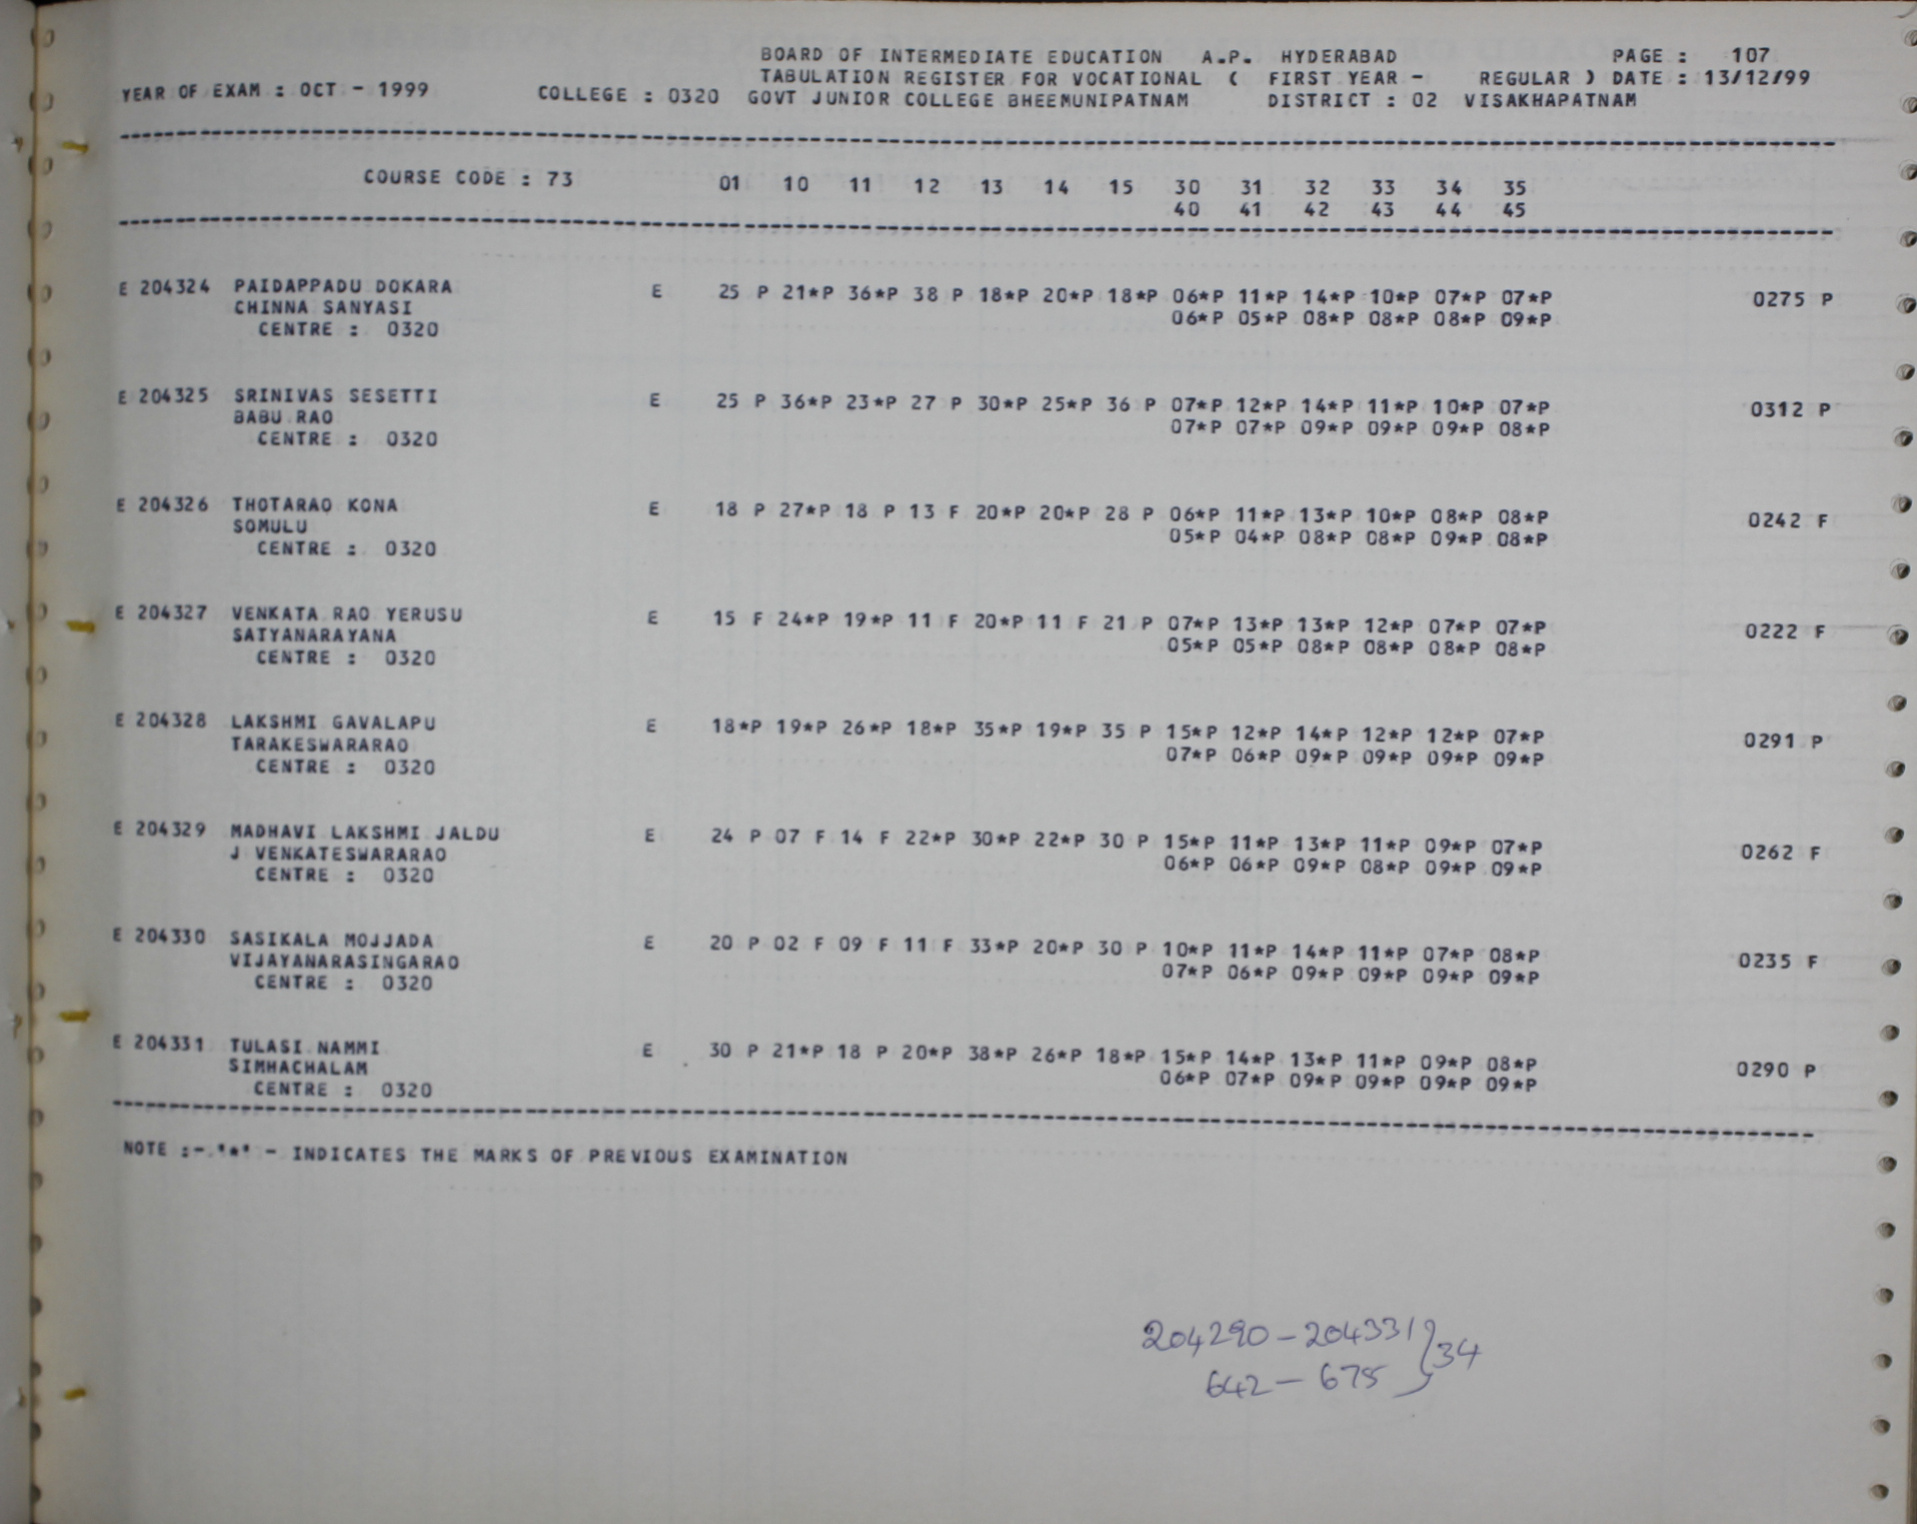 BOARD OF INTERMEDIATE EDUCATION A.P. HYDERABAD PAGE : 107
TABULATION REGISTER FOR VOCATIONAL ( FIRST YEAR - REGULAR ) DATE : 13/12/99
YEAR OF EXAM : OCT - 1999 COLLEGE : 0320 GOVT JUNIOR COLLEGE BHEEMUNIPATNAM DISTRICT : 02 VISAKHAPATNAM
COURSE CODE : 73 01 10 11 12 13 14 15 30 31 32 33 34 35
40 41 42 43 44 45
E 204324 PAIDAPPADU DOKARA E 25 P 21*P 36*P 38 P 18*P 20*P 18*P 06*P 11*P 14*P 10*P 07*P 07*P 0275 P
CHINNA SANYASI 06*P 05*P 08*P 08*P 08*P 09*P
CENTRE : 0320
E 204325 SRINIVAS SESETTI E 25 P 36*P 23*P 27 P 30*P 25*P 36 P 07*P 12*P 14*P 11*P 10*P 07*P 0312 P
BABU RAO 07*P 07*P 09*P 09*P 09*P 08*P
CENTRE : 0320
E 204326 THOTARAO KONA E 18 P 27*P 18 P 13 F 20*P 20*P 28 P 06*P 11*P 13*P 10*P 08*P 08*P 0242 F
SOMULU 05*P 04*P 08*P 08*P 09*P 08*P
CENTRE : 0320
E 204327 VENKATA RAO YERUSU E 15 F 24*P 19*P 11 F 20*P 11 F 21 P 07*P 13*P 13*P 12*P 07*P 07*P 0222 F
SATYANARAYANA 05*P 05*P 08*P 08*P 08*P 08*P
CENTRE : 0320
E 204328 LAKSHMI GAVALAPU E 18*P 19*P 26*P 18*P 35*P 19*P 35 P 15*P 12*P 14*P 12*P 12*P 07*P 0291 P
TARAKESWARARAO 07*P 06*P 09*P 09*P 09*P 09*P
CENTRE : 0320
E 204329 MADHAVI LAKSHMI JALDU E 24 P 07 F 14 F 22*P 30*P 22*P 30 P 15*P 11*P 13*P 11*P 09*P 07*P 0262 F
J VENKATESWARARAO 06*P 06*P 09*P 08*P 09*P 09*P
CENTRE : 0320
E 204330 SASIKALA MOJJADA E 20 P 02 F 09 F 11 F 33*P 20*P 30 P 10*P 11*P 14*P 11*P 07*P 08*P 0235 F
VIJAYANARASINGARAO 07*P 06*P 09*P 09*P 09*P 09*P
CENTRE : 0320
E 204331 TULASI NAMMI E 30 P 21*P 18 P 20*P 38*P 26*P 18*P 15*P 14*P 13*P 11*P 09*P 08*P 0290 P
SIMHACHALAM 06*P 07*P 09*P 09*P 09*P 09*P
CENTRE : 0320
NOTE :- '*' - INDICATES THE MARKS OF PREVIOUS EXAMINATION
204290 - 204331 } 34
642 - 675